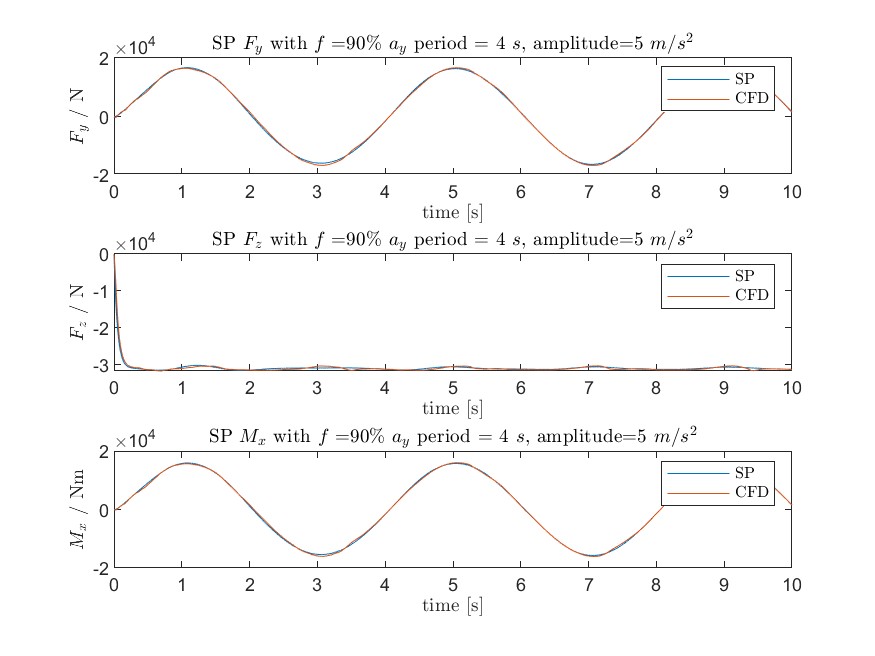 SP F_y with f =90% a_y period = 4 s, amplitude=5 m/s^2
×10^4
2
0
-2
F_y / N
SP
CFD
0 1 2 3 4 5 6 7 8 9 10
time [s]
SP F_z with f =90% a_y period = 4 s, amplitude=5 m/s^2
×10^4
0
-1
-2
-3
F_z / N
SP
CFD
0 1 2 3 4 5 6 7 8 9 10
time [s]
SP M_x with f =90% a_y period = 4 s, amplitude=5 m/s^2
×10^4
2
0
-2
M_x / Nm
SP
CFD
0 1 2 3 4 5 6 7 8 9 10
time [s]